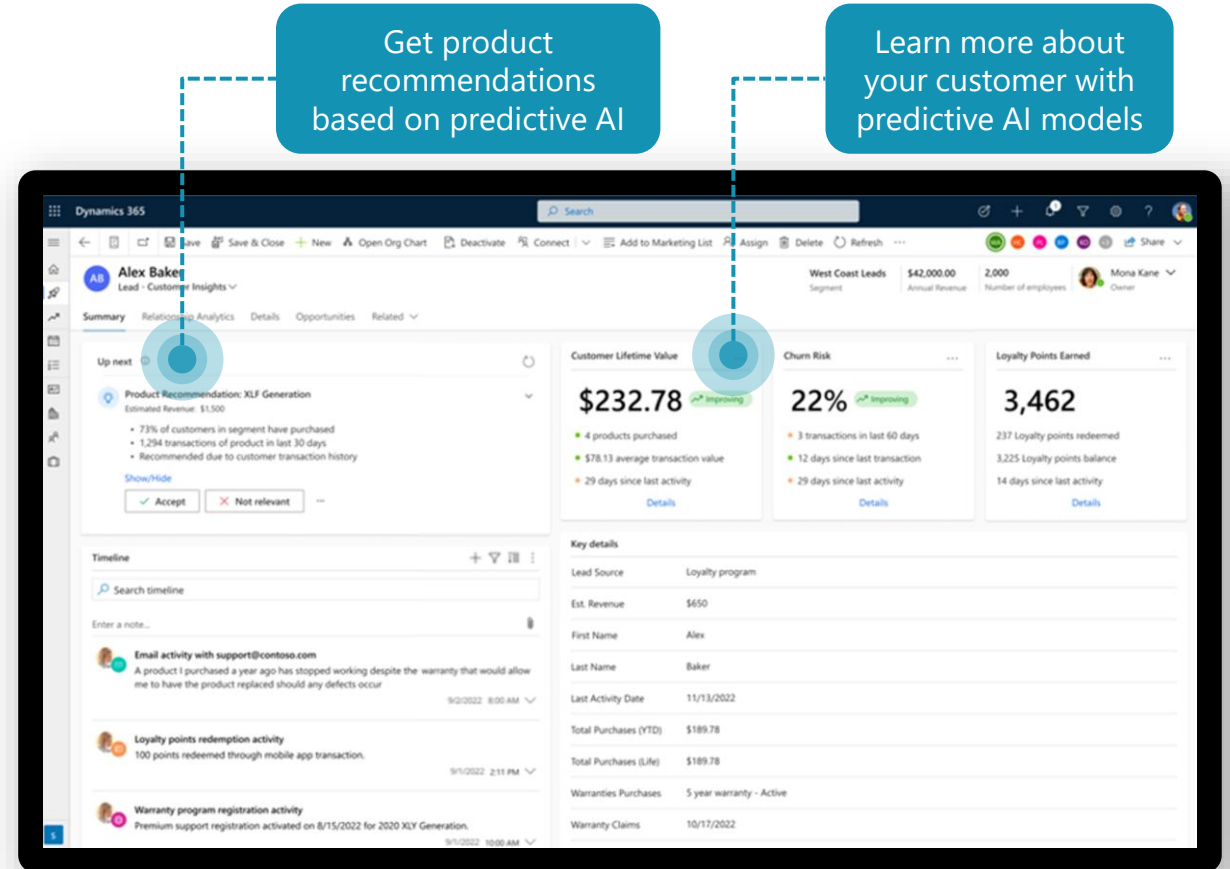 Get product
recommendations
based on predictive AI
Learn more about
your customer with
predictive AI models
Dynamics 365
Search
Save
Save & Close
New
Open Org Chart
Deactivate
Connect
Add to Marketing List
Assign
Delete
Refresh
Share
AB
Alex Baker
Lead - Customer Insights
West Coast Leads
Segment
$42,000.00
Annual Revenue
2,000
Number of employees
Mona Kane
Owner
Summary
Relationship Analytics
Details
Opportunities
Related
Up next
Product Recommendation: XLF Generation
Estimated Revenue: $1,500
• 73% of customers in segment have purchased
• 1,294 transactions of product in last 30 days
• Recommended due to customer transaction history
Show/Hide
Accept
Not relevant
Customer Lifetime Value
$232.78
Improving
4 products purchased
$78.13 average transaction value
29 days since last activity
Details
Churn Risk
22%
Improving
3 transactions in last 60 days
12 days since last transaction
29 days since last activity
Details
Loyalty Points Earned
3,462
237 Loyalty points redeemed
3,225 Loyalty points balance
14 days since last activity
Details
Timeline
Search timeline
Enter a note...
Email activity with support@contoso.com
A product I purchased a year ago has stopped working despite the warranty that would allow
me to have the product replaced should any defects occur
9/2/2022 8:00 AM
Loyalty points redemption activity
100 points redeemed through mobile app transaction.
9/1/2022 2:11 PM
Warranty program registration activity
Premium support registration activated on 8/15/2022 for 2020 XLY Generation.
9/1/2022 10:00 AM
S
Key details
Lead Source
Loyalty program
Est. Revenue
$650
First Name
Alex
Last Name
Baker
Last Activity Date
11/13/2022
Total Purchases (YTD)
$189.78
Total Purchases (Life)
$189.78
Warranties Purchases
5 year warranty - Active
Warranty Claims
10/17/2022